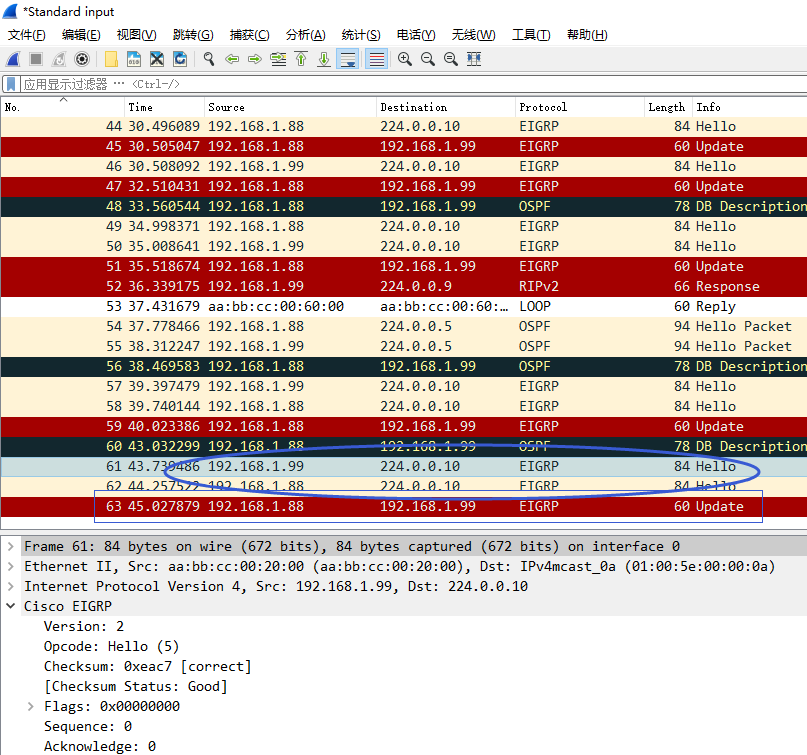 *Standard input
文件(F) 编辑(E) 视图(V) 跳转(G) 捕获(C) 分析(A) 统计(S) 电话(Y) 无线(W) 工具(T) 帮助(H)
应用显示过滤器 … <Ctrl-/>
No. Time Source Destination Protocol Length Info
44 30.496089 192.168.1.88 224.0.0.10 EIGRP 84 Hello
45 30.505047 192.168.1.88 192.168.1.99 EIGRP 60 Update
46 30.508092 192.168.1.99 224.0.0.10 EIGRP 84 Hello
47 32.510431 192.168.1.88 192.168.1.99 EIGRP 60 Update
48 33.560544 192.168.1.88 192.168.1.99 OSPF 78 DB Description
49 34.998371 192.168.1.88 224.0.0.10 EIGRP 84 Hello
50 35.008641 192.168.1.99 224.0.0.10 EIGRP 84 Hello
51 35.518674 192.168.1.88 192.168.1.99 EIGRP 60 Update
52 36.339175 192.168.1.99 224.0.0.9 RIPv2 66 Response
53 37.431679 aa:bb:cc:00:60:00 aa:bb:cc:00:60:… LOOP 60 Reply
54 37.778466 192.168.1.88 224.0.0.5 OSPF 94 Hello Packet
55 38.312247 192.168.1.99 224.0.0.5 OSPF 94 Hello Packet
56 38.469583 192.168.1.88 192.168.1.99 OSPF 78 DB Description
57 39.397479 192.168.1.99 224.0.0.10 EIGRP 84 Hello
58 39.740144 192.168.1.88 224.0.0.10 EIGRP 84 Hello
59 40.023386 192.168.1.88 192.168.1.99 EIGRP 60 Update
60 43.032299 192.168.1.88 192.168.1.99 OSPF 78 DB Description
61 43.739486 192.168.1.99 224.0.0.10 EIGRP 84 Hello
62 44.257522 192.168.1.88 224.0.0.10 EIGRP 84 Hello
63 45.027879 192.168.1.88 192.168.1.99 EIGRP 60 Update
Frame 61: 84 bytes on wire (672 bits), 84 bytes captured (672 bits) on interface 0
Ethernet II, Src: aa:bb:cc:00:20:00 (aa:bb:cc:00:20:00), Dst: IPv4mcast_0a (01:00:5e:00:00:0a)
Internet Protocol Version 4, Src: 192.168.1.99, Dst: 224.0.0.10
Cisco EIGRP
Version: 2
Opcode: Hello (5)
Checksum: 0xeac7 [correct]
[Checksum Status: Good]
Flags: 0x00000000
Sequence: 0
Acknowledge: 0